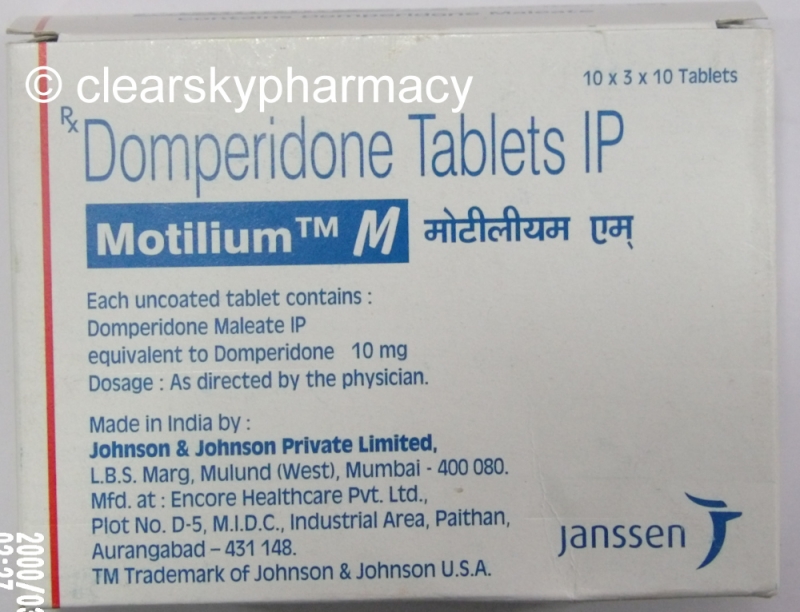 Contains Domperidone Maleate
© clearskypharmacy
10 x 3 x 10 Tablets
Rx
Domperidone Tablets IP
Motilium™ M मोटीलीयम एम्
Each uncoated tablet contains :
Domperidone Maleate IP
equivalent to Domperidone 10 mg
Dosage : As directed by the physician.
Made in India by :
Johnson & Johnson Private Limited,
L.B.S. Marg, Mulund (West), Mumbai - 400 080.
Mfd. at : Encore Healthcare Pvt. Ltd.,
Plot No. D-5, M.I.D.C., Industrial Area, Paithan,
Aurangabad – 431 148.
TM Trademark of Johnson & Johnson U.S.A.
janssen